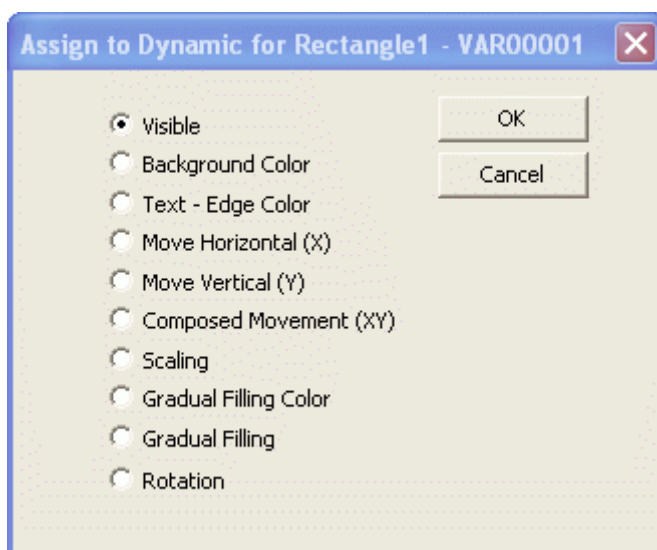 Assign to Dynamic for Rectangle1 - VAR00001
Visible
Background Color
Text - Edge Color
Move Horizontal (X)
Move Vertical (Y)
Composed Movement (XY)
Scaling
Gradual Filling Color
Gradual Filling
Rotation
OK
Cancel